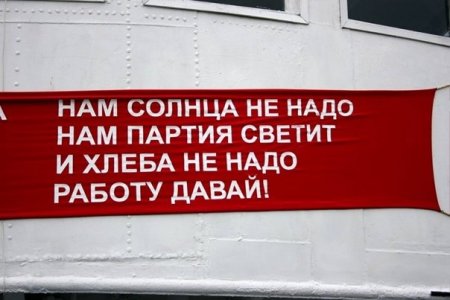 А НАМ СОЛНЦА НЕ НАДО
НАМ ПАРТИЯ СВЕТИТ
И ХЛЕБА НЕ НАДО
РАБОТУ ДАВАЙ!